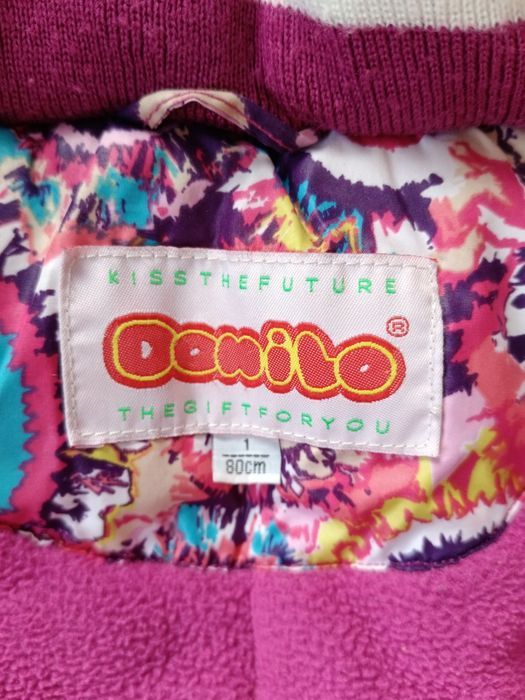 KISSTHEFUTURE
Danilo®
THEGIFTFORYOU
1
80cm